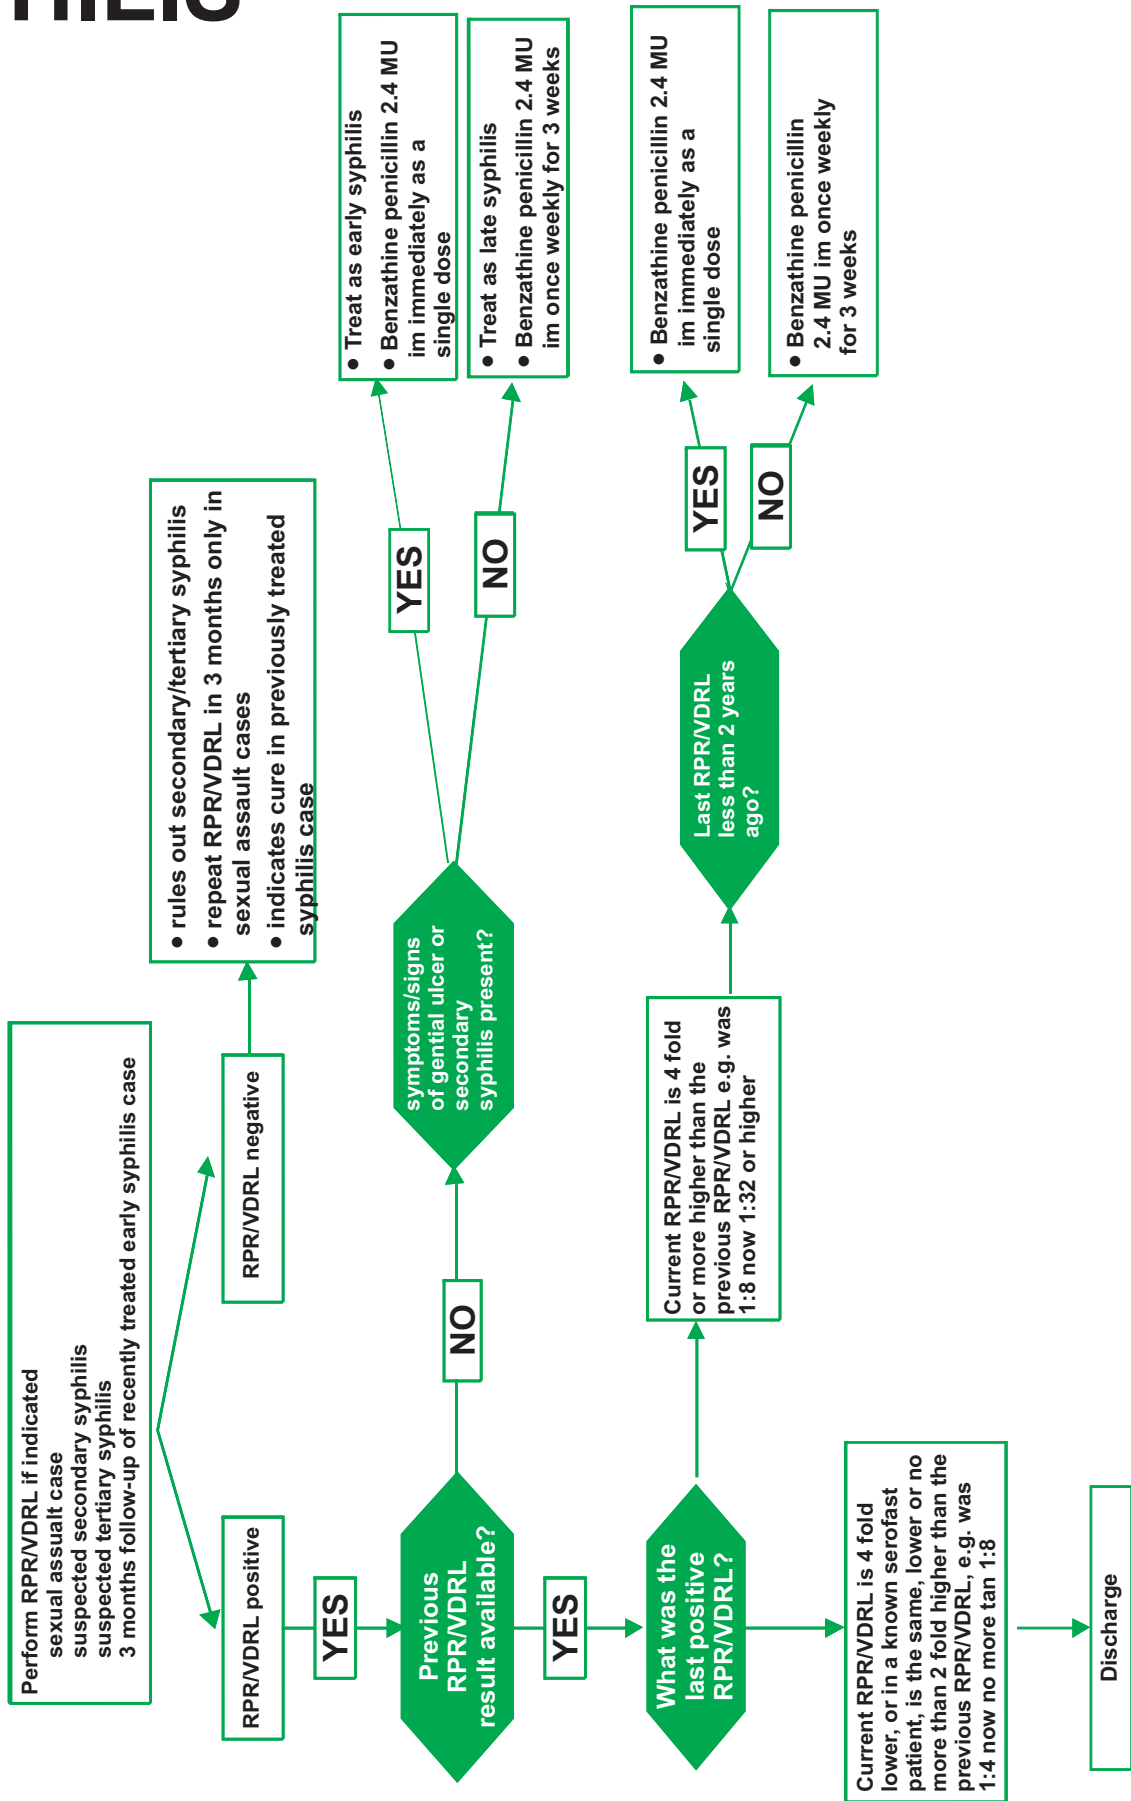 Perform RPR/VDRL if indicated
sexual assualt case
suspected secondary syphilis
suspected tertiary syphilis
3 months follow-up of recently treated early syphilis case
RPR/VDRL positive
RPR/VDRL negative
● rules out secondary/tertiary syphilis
● repeat RPR/VDRL in 3 months only in
sexual assault cases
● indicates cure in previously treated
syphilis case
YES
Previous
RPR/VDRL
result available?
NO
symptoms/signs
of gential ulcer or
secondary
syphilis present?
YES
● Treat as early syphilis
● Benzathine penicillin 2.4 MU
im immediately as a
single dose
NO
● Treat as late syphilis
● Benzathine penicillin 2.4 MU
im once weekly for 3 weeks
YES
What was the
last positive
RPR/VDRL?
Current RPR/VDRL is 4 fold
or more higher than the
previous RPR/VDRL e.g. was
1:8 now 1:32 or higher
Last RPR/VDRL
less than 2 years
ago?
YES
● Benzathine penicillin 2.4 MU
im immediately as a
single dose
NO
● Benzathine penicillin
2.4 MU im once weekly
for 3 weeks
Current RPR/VDRL is 4 fold
lower, or in a known serofast
patient, is the same, lower or no
more than 2 fold higher than the
previous RPR/VDRL, e.g. was
1:4 now no more tan 1:8
Discharge